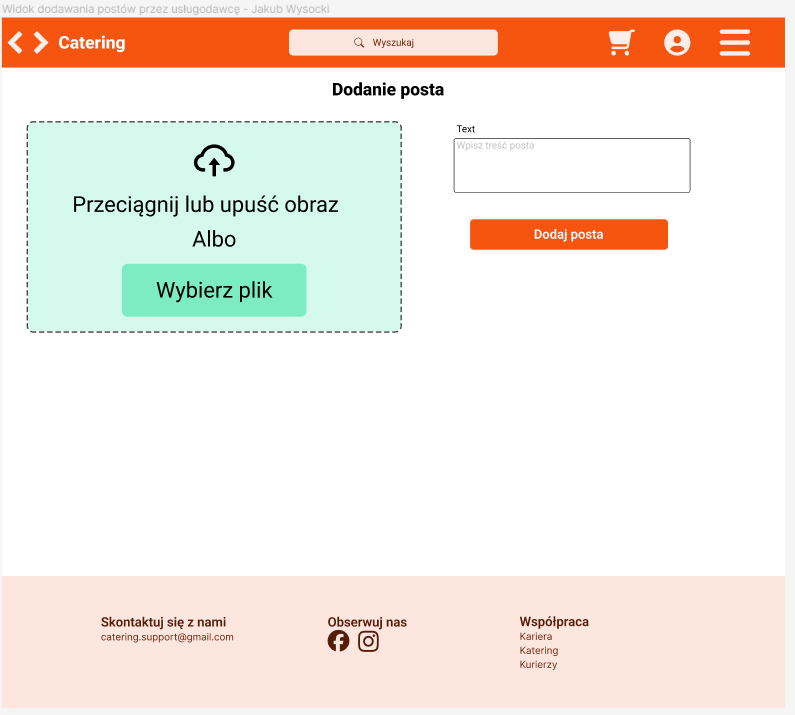 Widok dodawania postów przez usługodawcę - Jakub Wysocki
Catering
Wyszukaj
Dodanie posta
Przeciągnij lub upuść obraz
Albo
Wybierz plik
Text
Wpisz treść posta
Dodaj posta
Skontaktuj się z nami
catering.support@gmail.com
Obserwuj nas
Współpraca
Kariera
Katering
Kurierzy